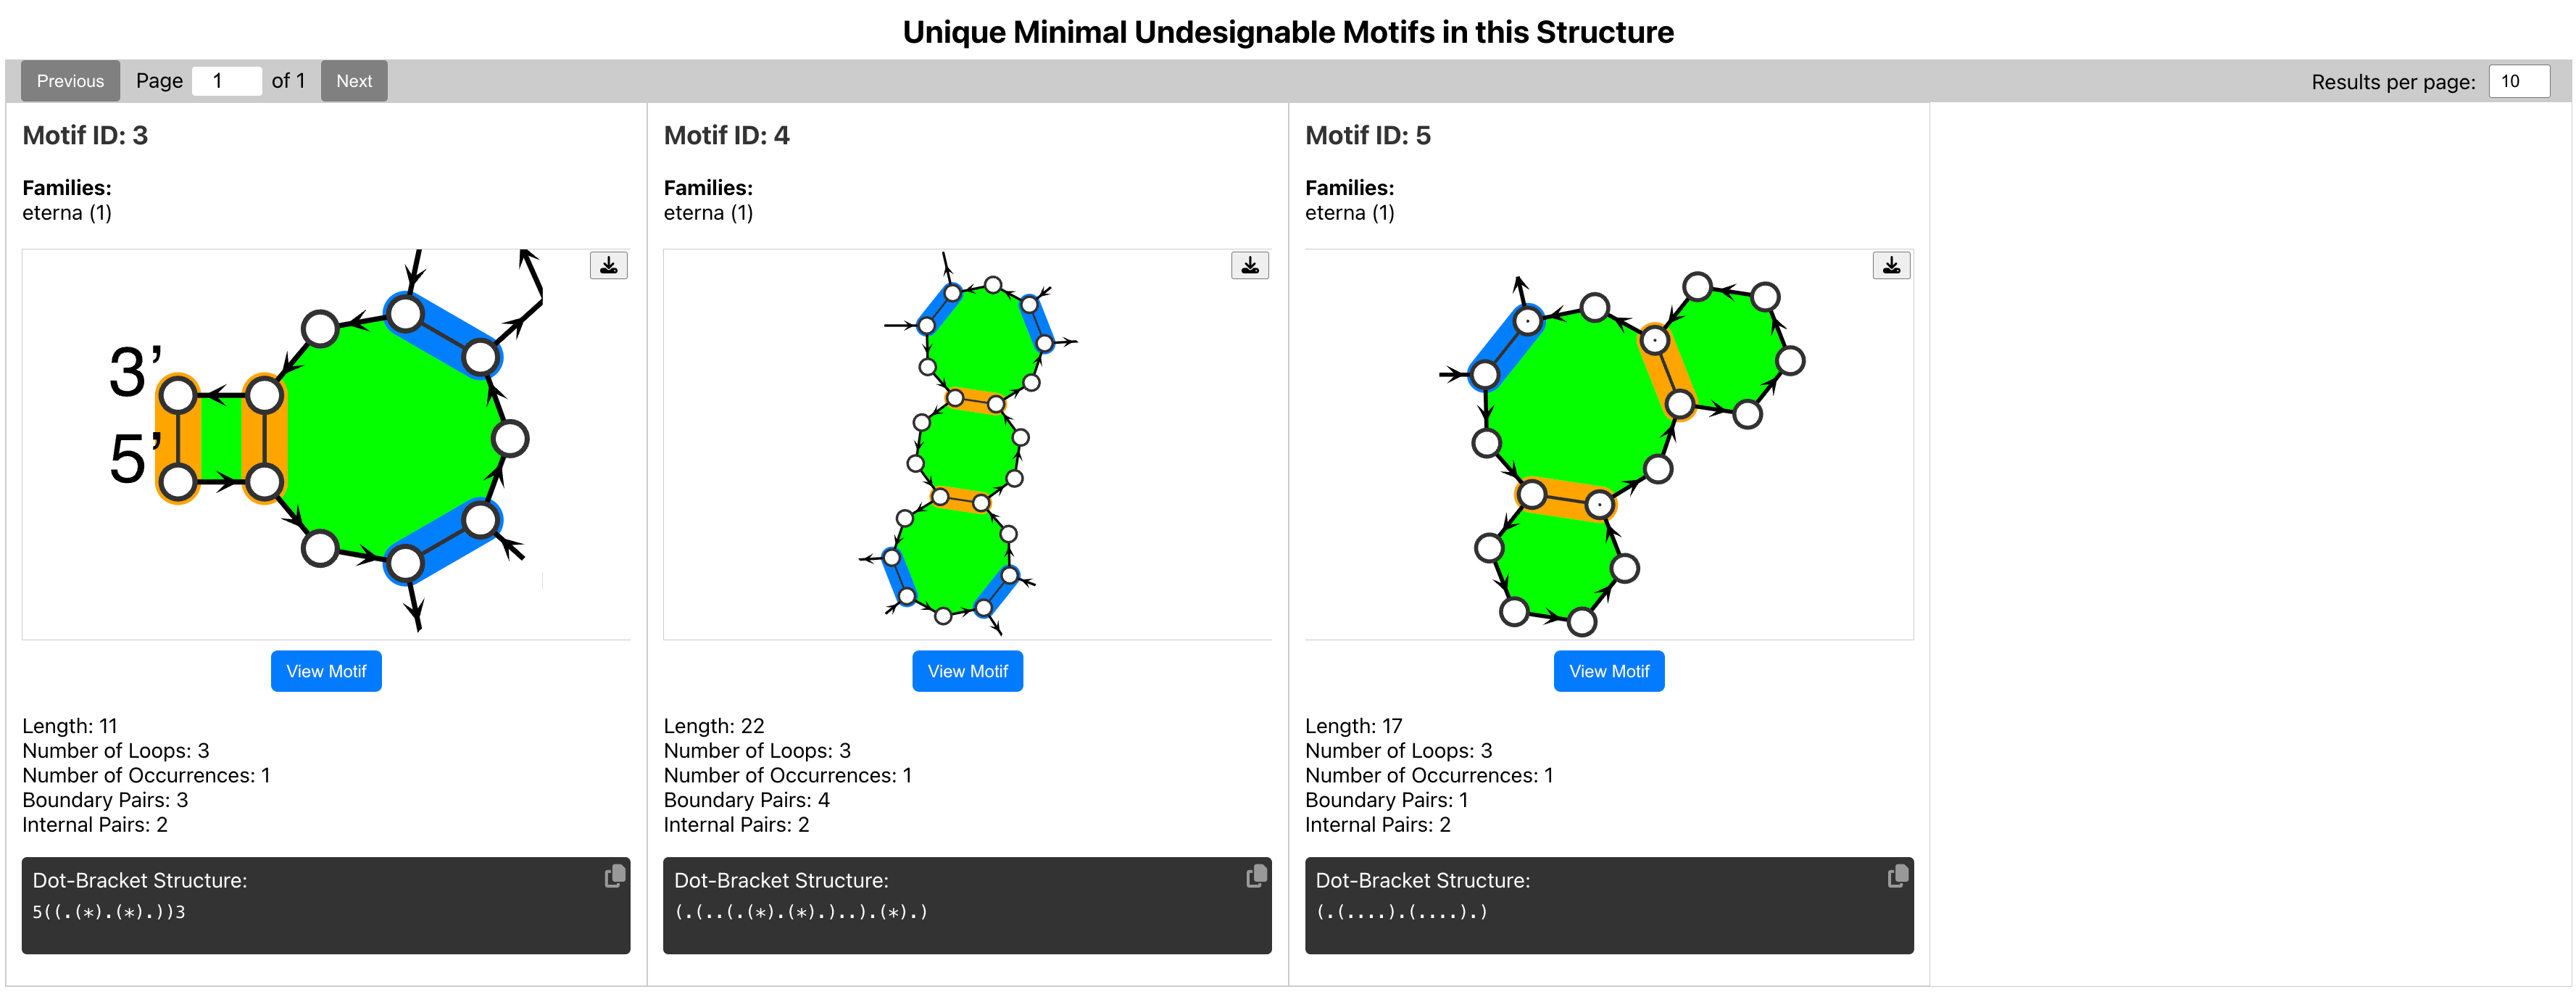 Unique Minimal Undesignable Motifs in this Structure
Previous Page 1 of 1 Next Results per page: 10
Motif ID: 3
Families:
eterna (1)
3’
5’
View Motif
Length: 11
Number of Loops: 3
Number of Occurrences: 1
Boundary Pairs: 3
Internal Pairs: 2
Dot-Bracket Structure:
5((.(*).(*).))3
Motif ID: 4
Families:
eterna (1)
View Motif
Length: 22
Number of Loops: 3
Number of Occurrences: 1
Boundary Pairs: 4
Internal Pairs: 2
Dot-Bracket Structure:
(.(..(.(*).(*).)..).(*).)
Motif ID: 5
Families:
eterna (1)
View Motif
Length: 17
Number of Loops: 3
Number of Occurrences: 1
Boundary Pairs: 1
Internal Pairs: 2
Dot-Bracket Structure:
(.(....).(....).)